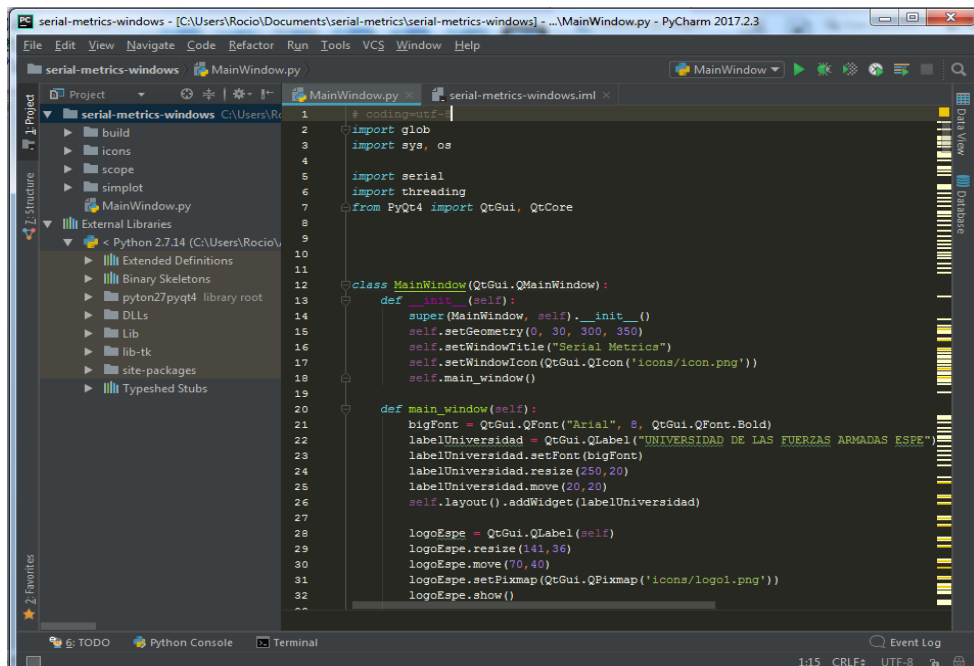 PC serial-metrics-windows - [C:\Users\Rocio\Documents\serial-metrics\serial-metrics-windows] - ...\MainWindow.py - PyCharm 2017.2.3
File Edit View Navigate Code Refactor Run Tools VCS Window Help
serial-metrics-windows MainWindow.py MainWindow
Project MainWindow.py serial-metrics-windows.iml
1: Project
7: Structure
2: Favorites
Data View
Database
serial-metrics-windows C:\Users\R
build
icons
scope
simplot
MainWindow.py
External Libraries
< Python 2.7.14 (C:\Users\Rocio\
Extended Definitions
Binary Skeletons
pyton27pyqt4 library root
DLLs
Lib
lib-tk
site-packages
Typeshed Stubs
1 # coding=utf-8
2 import glob
3 import sys, os
4
5 import serial
6 import threading
7 from PyQt4 import QtGui, QtCore
8
9
10
11
12 class MainWindow(QtGui.QMainWindow):
13 def __init__(self):
14 super(MainWindow, self).__init__()
15 self.setGeometry(0, 30, 300, 350)
16 self.setWindowTitle("Serial Metrics")
17 self.setWindowIcon(QtGui.QIcon('icons/icon.png'))
18 self.main_window()
19
20 def main_window(self):
21 bigFont = QtGui.QFont("Arial", 8, QtGui.QFont.Bold)
22 labelUniversidad = QtGui.QLabel("UNIVERSIDAD DE LAS FUERZAS ARMADAS ESPE")
23 labelUniversidad.setFont(bigFont)
24 labelUniversidad.resize(250,20)
25 labelUniversidad.move(20,20)
26 self.layout().addWidget(labelUniversidad)
27
28 logoEspe = QtGui.QLabel(self)
29 logoEspe.resize(141,36)
30 logoEspe.move(70,40)
31 logoEspe.setPixmap(QtGui.QPixmap('icons/logo1.png'))
32 logoEspe.show()
6: TODO Python Console Terminal Event Log
1:15 CRLF UTF-8